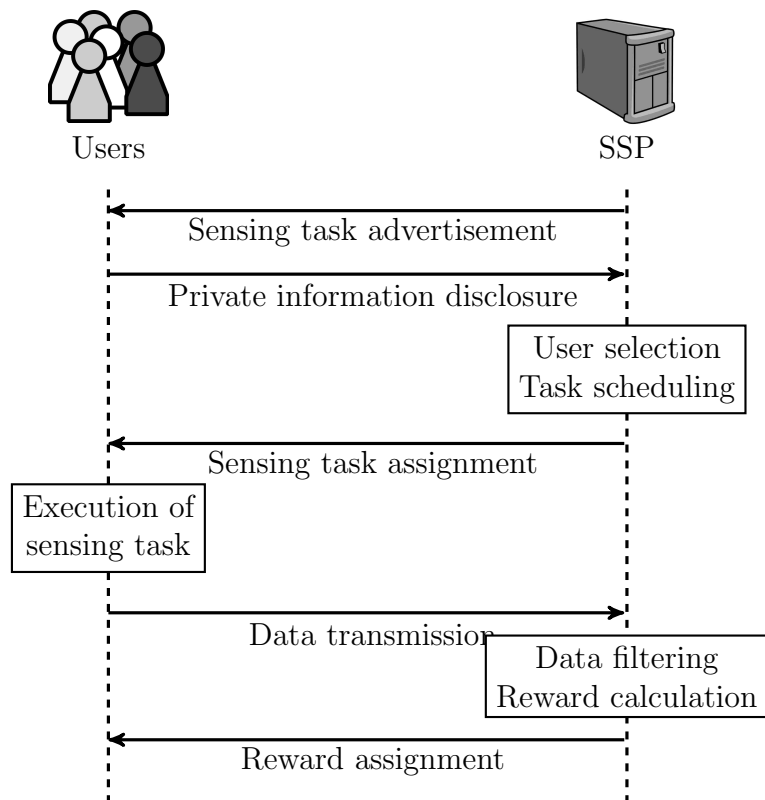 Users
SSP
Sensing task advertisement
Private information disclosure
User selection
Task scheduling
Sensing task assignment
Execution of
sensing task
Data transmission
Data filtering
Reward calculation
Reward assignment